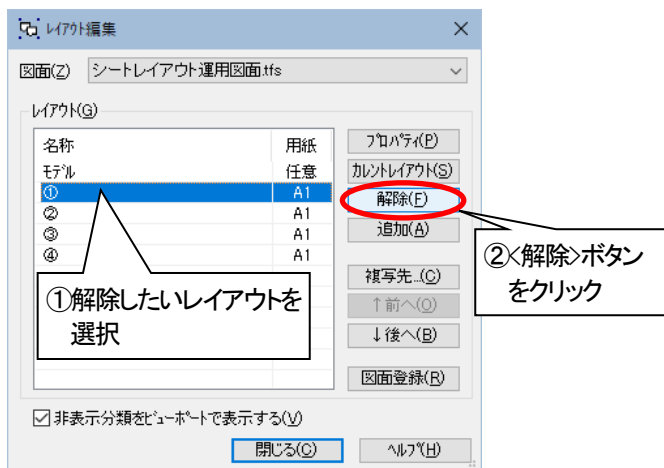 レイアウト編集
図面(Z) シートレイアウト運用図面.tfs
レイアウト(G)
名称 用紙
モデル 任意
① A1
② A1
③ A1
④ A1
プロパティ(P)
カレントレイアウト(S)
解除(F)
追加(A)
複写先...(C)
↑前へ(O)
↓後へ(B)
図面登録(R)
①解除したいレイアウトを
選択
②<解除>ボタン
をクリック
非表示分類をビューポートで表示する(V)
閉じる(C) ヘルプ(H)